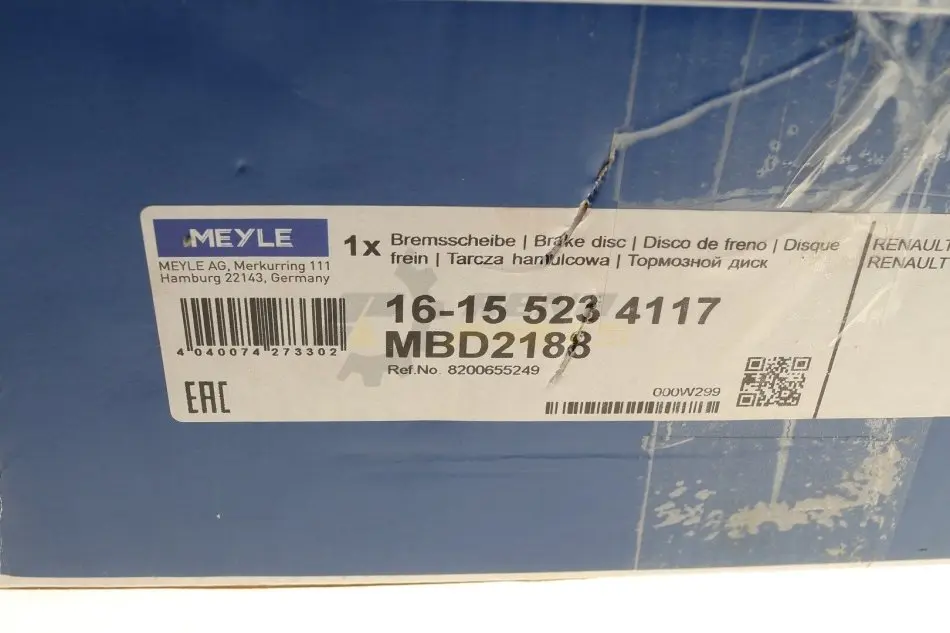 MEYLE
MEYLE AG, Merkurring 111
Hamburg 22143, Germany
4 040074 273302
EAC
1x
Bremsscheibe | Brake disc | Disco de freno | Disque
frein | Tarcza hamulcowa | Тормозной диск
16-15 523 4117
MBD2188
Ref.No. 8200655249
000W299
RENAULT
RENAULT